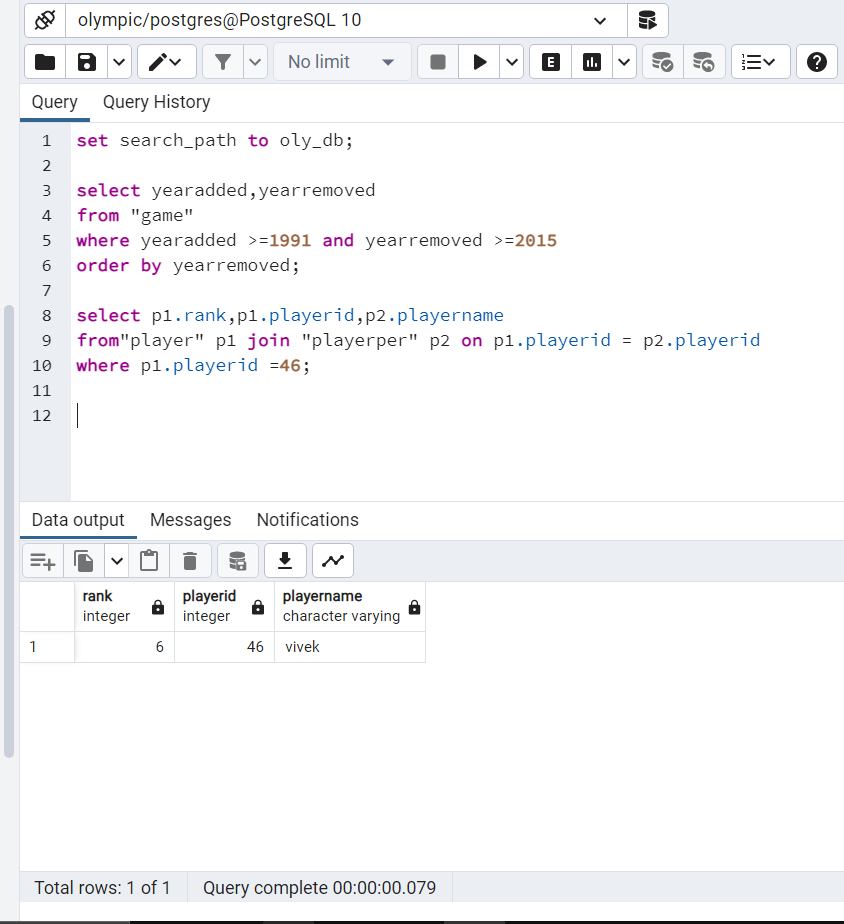 olympic/postgres@PostgreSQL 10
No limit
E
Query Query History
1 set search_path to oly_db;
2
3 select yearadded,yearremoved
4 from "game"
5 where yearadded >=1991 and yearremoved >=2015
6 order by yearremoved;
7
8 select p1.rank,p1.playerid,p2.playername
9 from"player" p1 join "playerper" p2 on p1.playerid = p2.playerid
10 where p1.playerid =46;
11
12
Data output Messages Notifications
rank playerid playername
integer integer character varying
1 6 46 vivek
Total rows: 1 of 1 Query complete 00:00:00.079